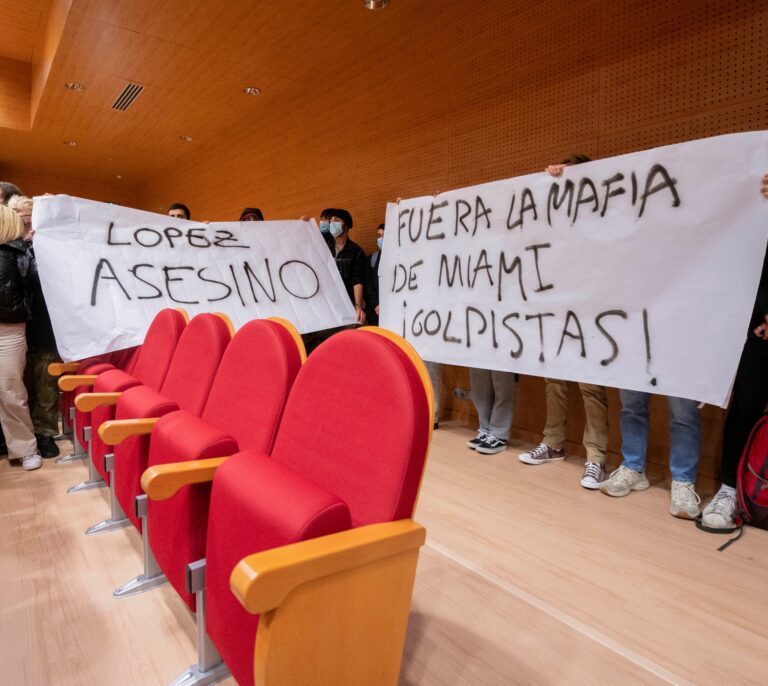 LOPEZ
ASESINO
FUERA LA MAFIA
DE MIAMI
¡GOLPISTAS!